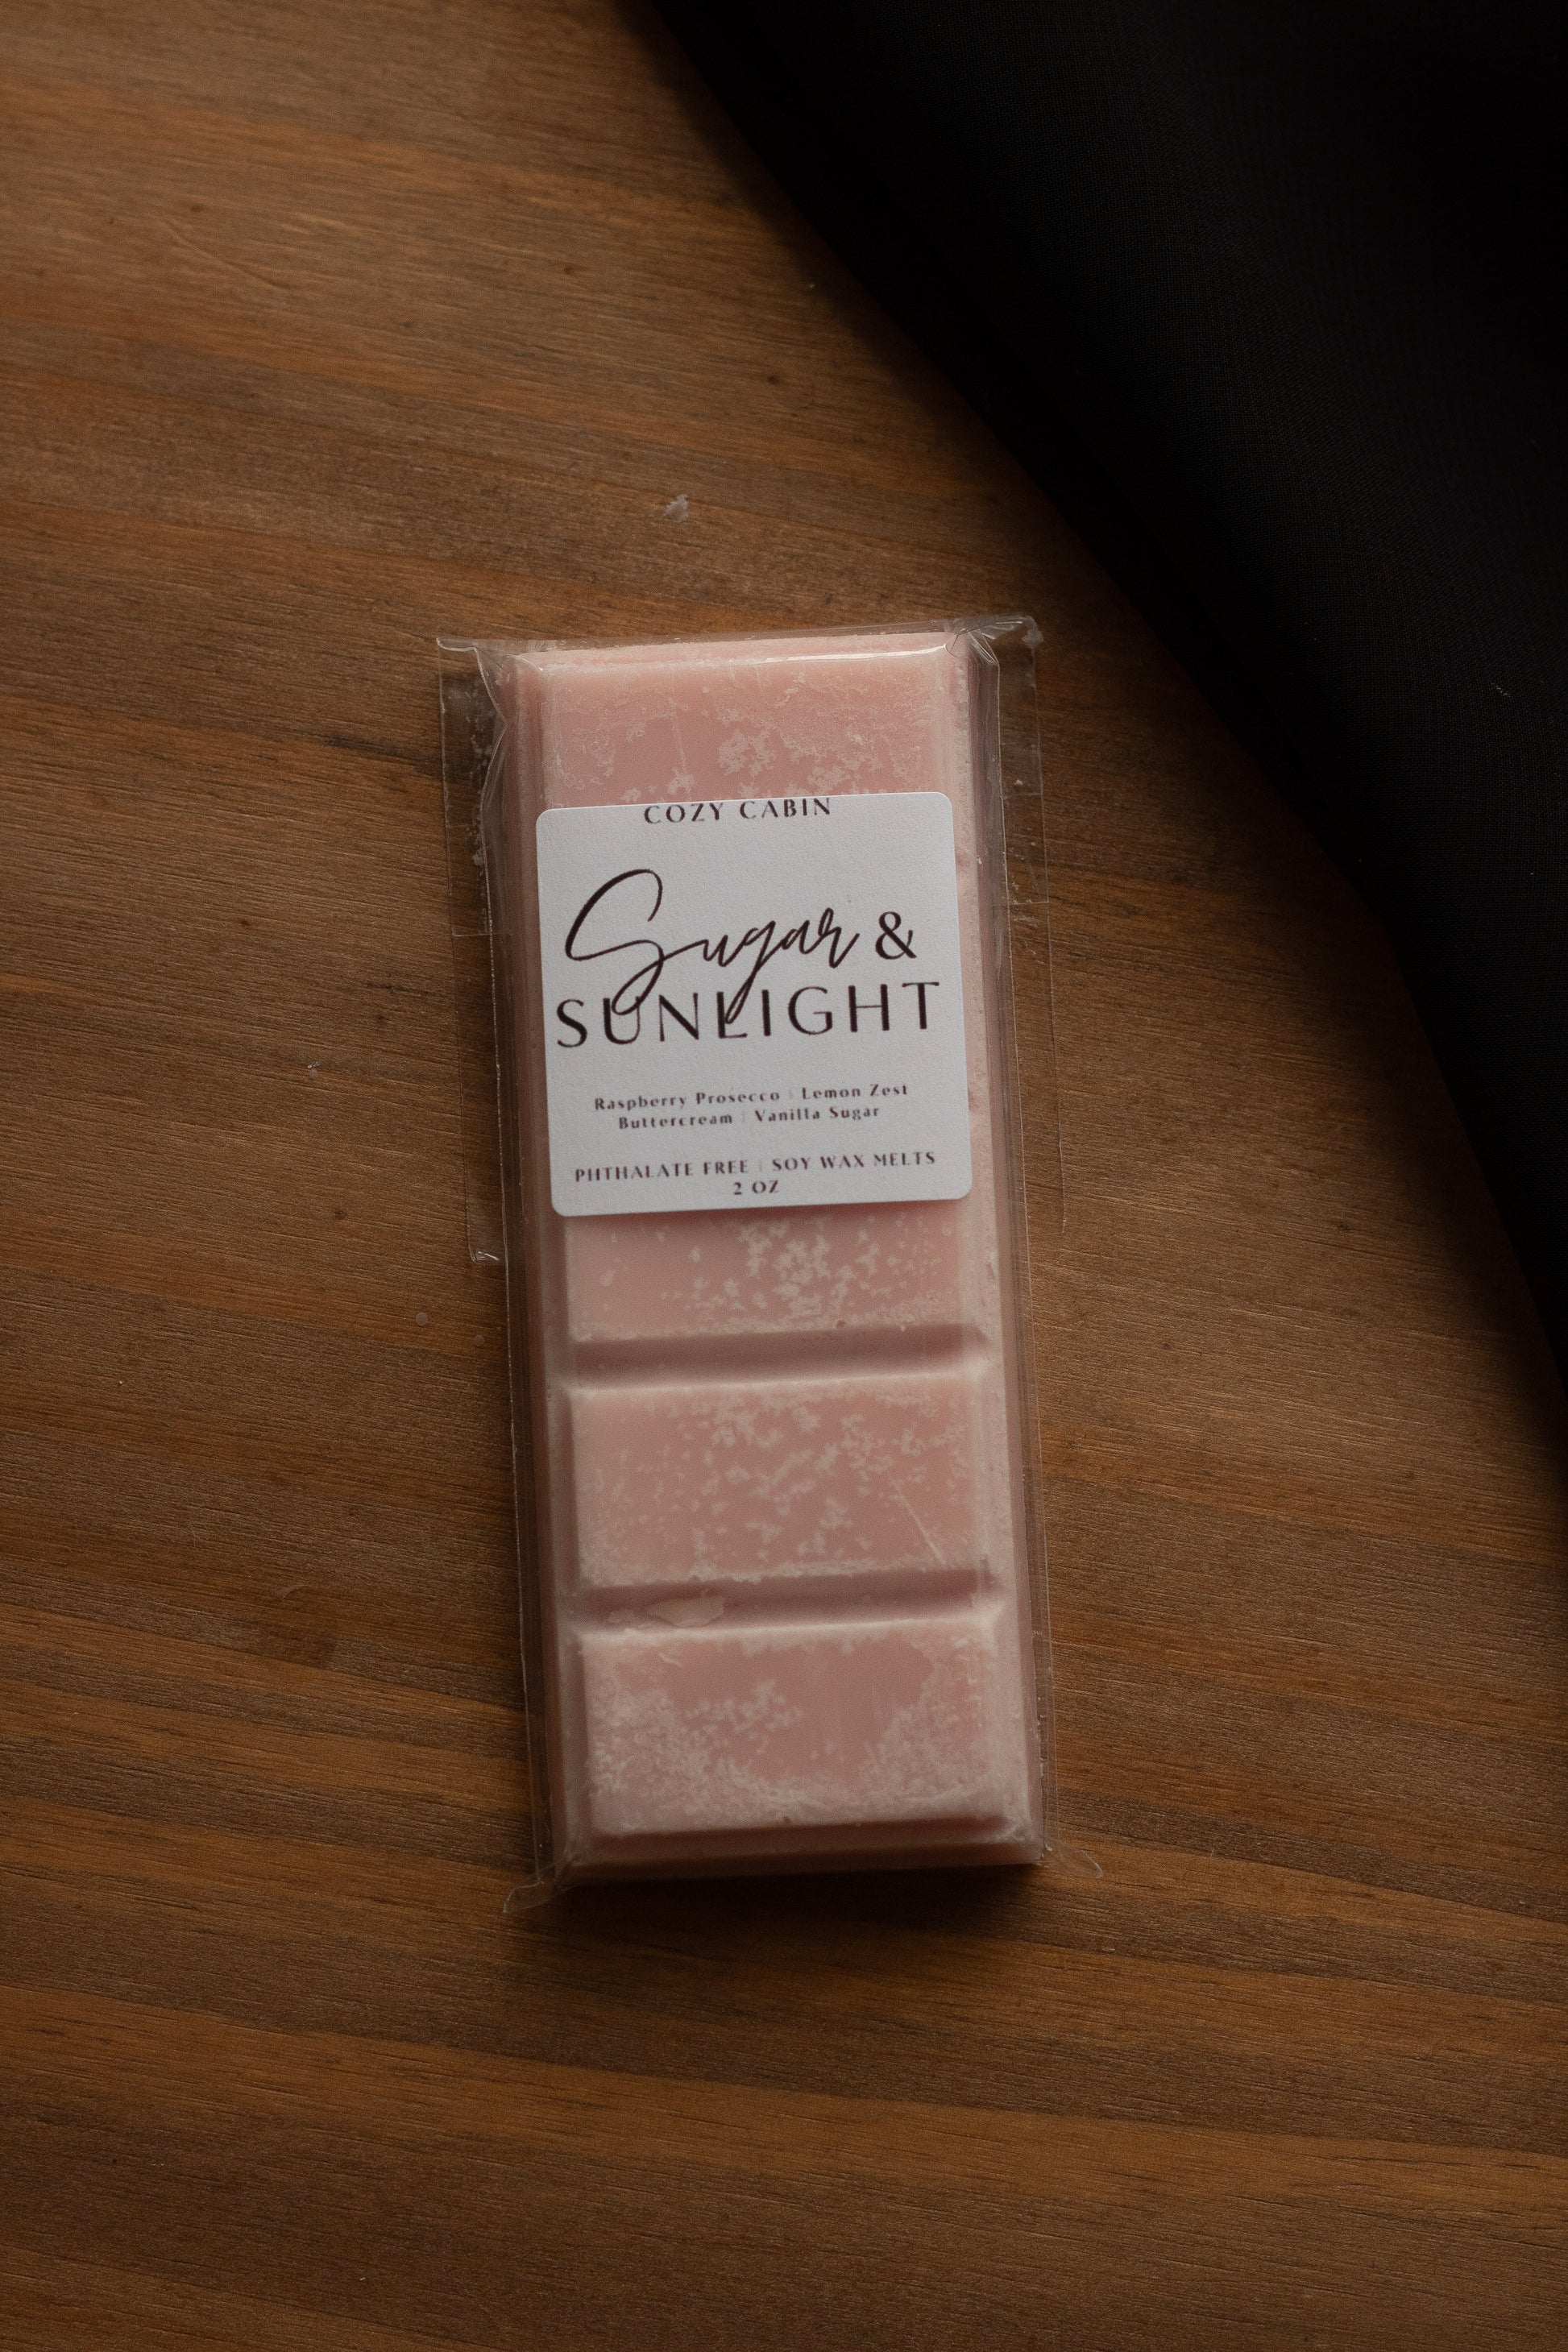 COZY CABIN
Sugar &
SUNLIGHT
Raspberry Prosecco | Lemon Zest
Buttercream | Vanilla Sugar
PHTHALATE FREE | SOY WAX MELTS
2 OZ